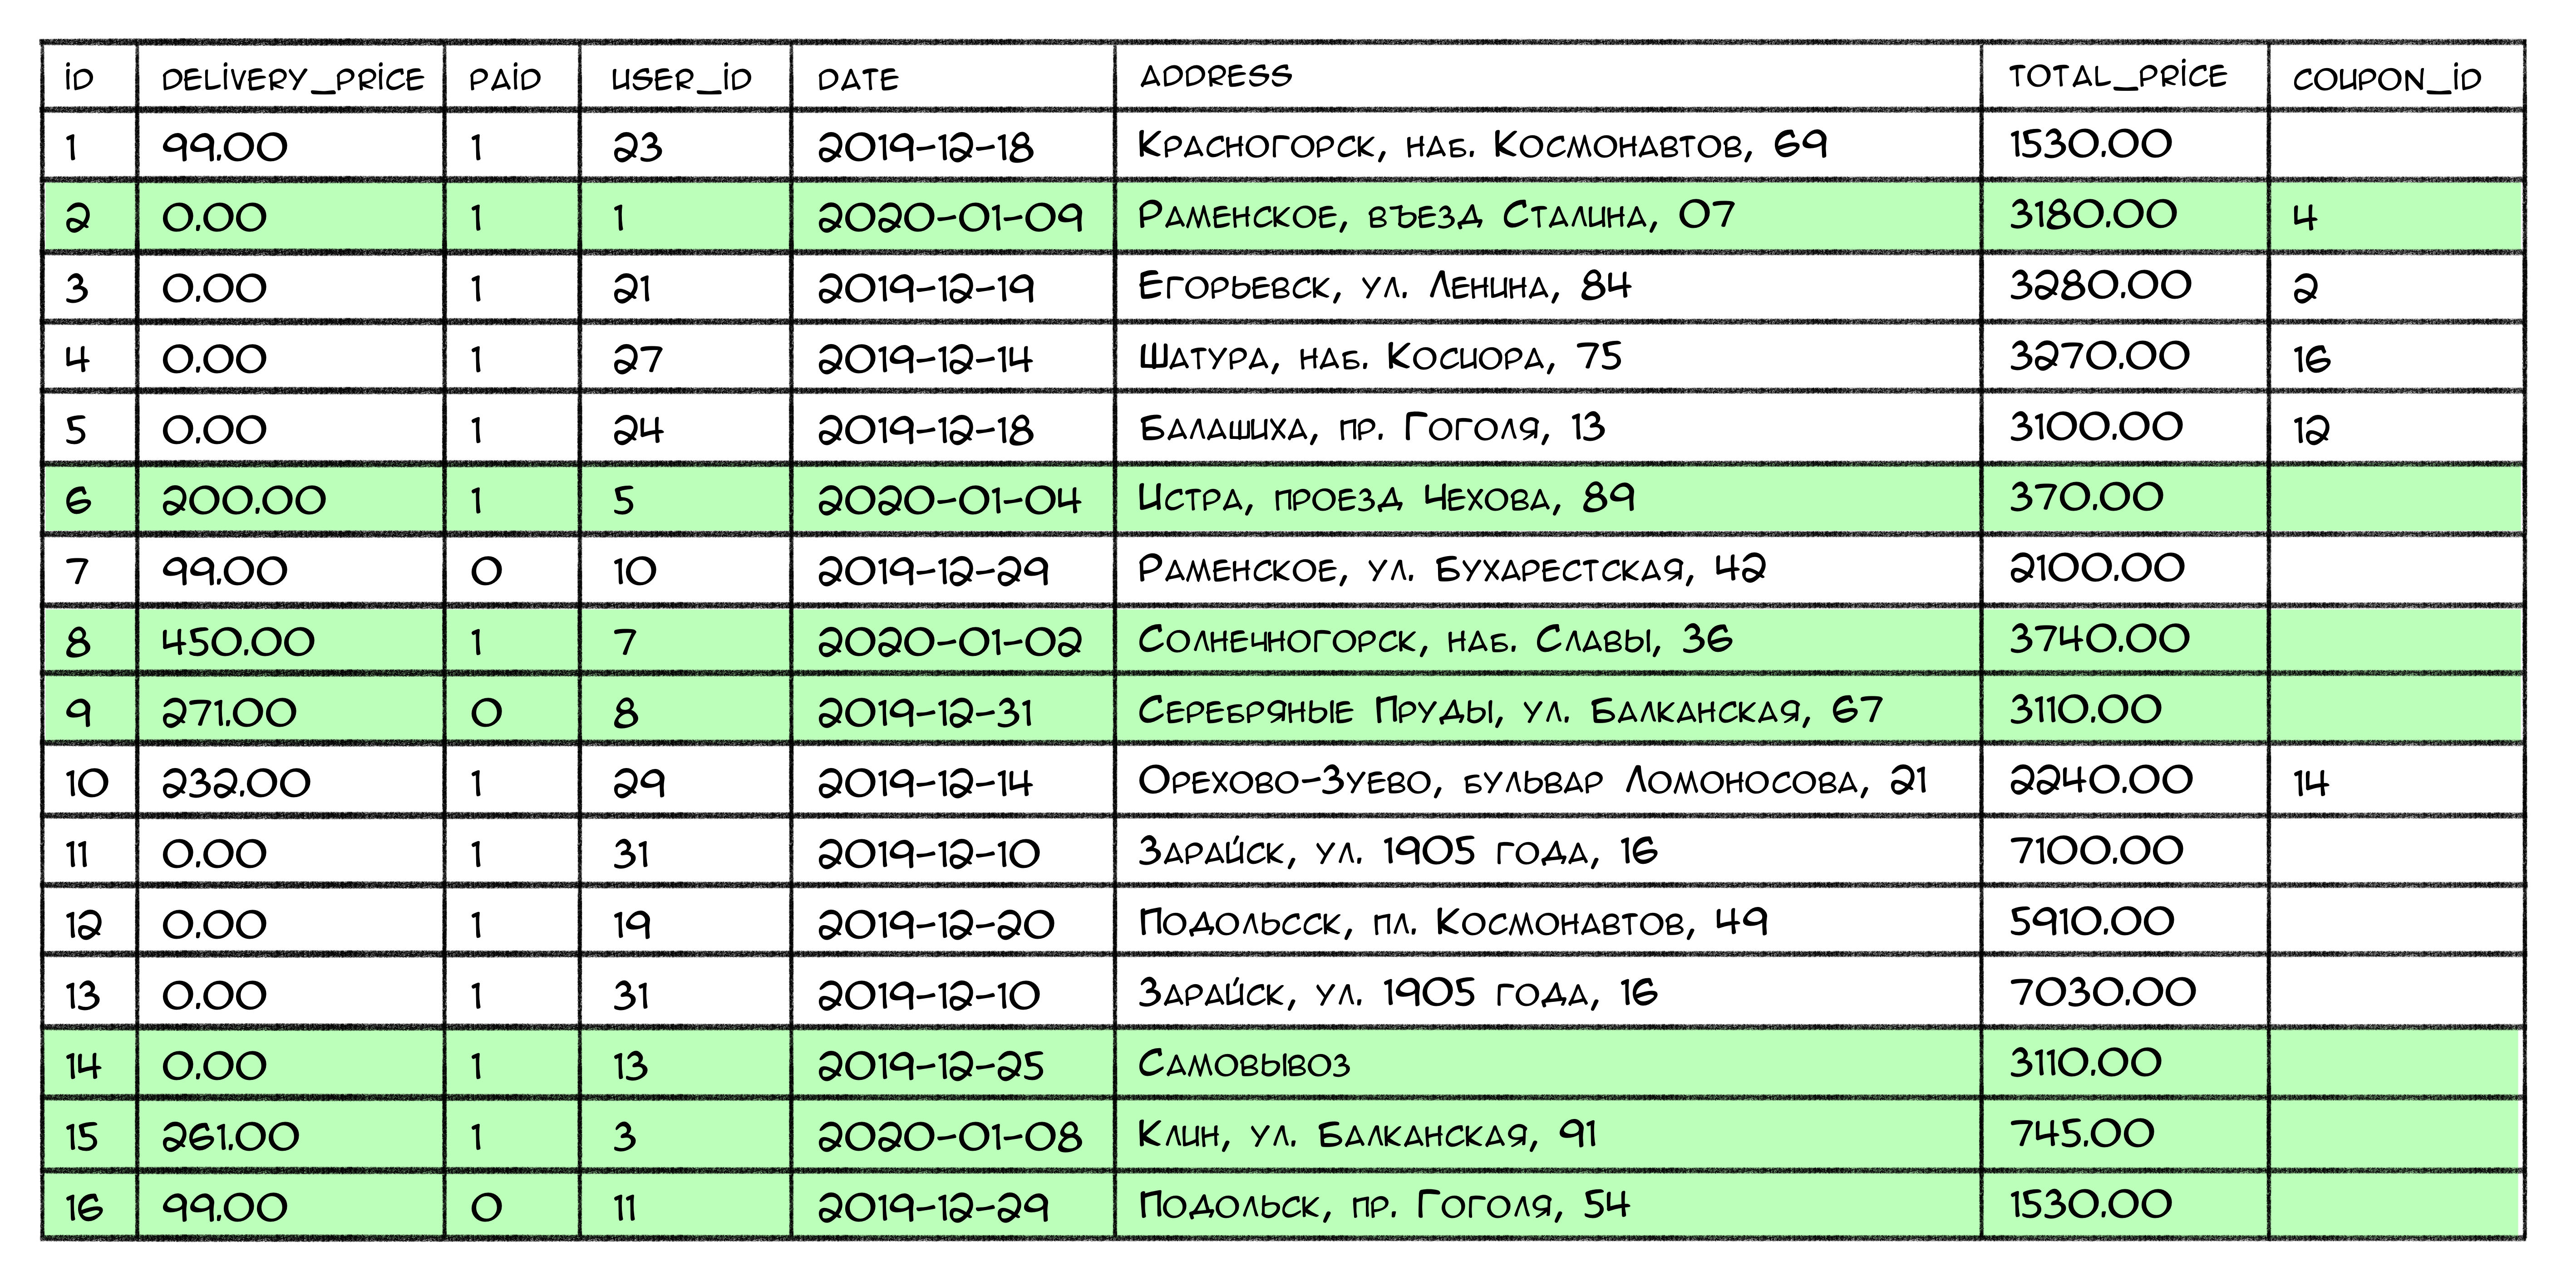 id delivery_price paid user_id date address total_price coupon_id
1 99.00 1 23 2019-12-18 Красногорск, наб. Космонавтов, 69 1530.00
2 0.00 1 1 2020-01-09 Раменское, въезд Сталина, 07 3180.00 4
3 0.00 1 21 2019-12-19 Егорьевск, ул. Ленина, 84 3280.00 2
4 0.00 1 27 2019-12-14 Шатура, наб. Косиора, 75 3270.00 16
5 0.00 1 24 2019-12-18 Балашиха, пр. Гоголя, 13 3100.00 12
6 200.00 1 5 2020-01-04 Истра, проезд Чехова, 89 370.00
7 99.00 0 10 2019-12-29 Раменское, ул. Бухарестская, 42 2100.00
8 450.00 1 7 2020-01-02 Солнечногорск, наб. Славы, 36 3740.00
9 271.00 0 8 2019-12-31 Серебряные Пруды, ул. Балканская, 67 3110.00
10 232.00 1 29 2019-12-14 Орехово-Зуево, бульвар Ломоносова, 21 2240.00 14
11 0.00 1 31 2019-12-10 Зарайск, ул. 1905 года, 16 7100.00
12 0.00 1 19 2019-12-20 Подольсск, пл. Космонавтов, 49 5910.00
13 0.00 1 31 2019-12-10 Зарайск, ул. 1905 года, 16 7030.00
14 0.00 1 13 2019-12-25 Самовывоз 3110.00
15 261.00 1 3 2020-01-08 Клин, ул. Балканская, 91 745.00
16 99.00 0 11 2019-12-29 Подольск, пр. Гоголя, 54 1530.00